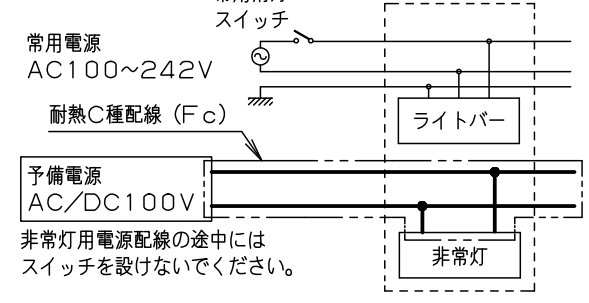 スイッチ
常用電源
AC100~242V
耐熱C種配線(Fc)
ライトバー
予備電源
AC/DC100V
非常灯用電源配線の途中には
スイッチを設けないでください。
非常灯